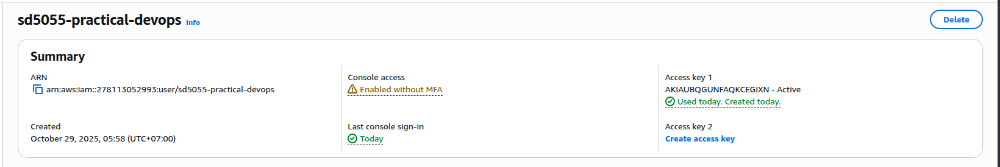 sd5055-practical-devops Info
Delete
Summary
ARN
arn:aws:iam::278113052993:user/sd5055-practical-devops
Created
October 29, 2025, 05:58 (UTC+07:00)
Console access
Enabled without MFA
Last console sign-in
Today
Access key 1
AKIAUBQGUNFAQKCEGIXN - Active
Used today. Created today.
Access key 2
Create access key